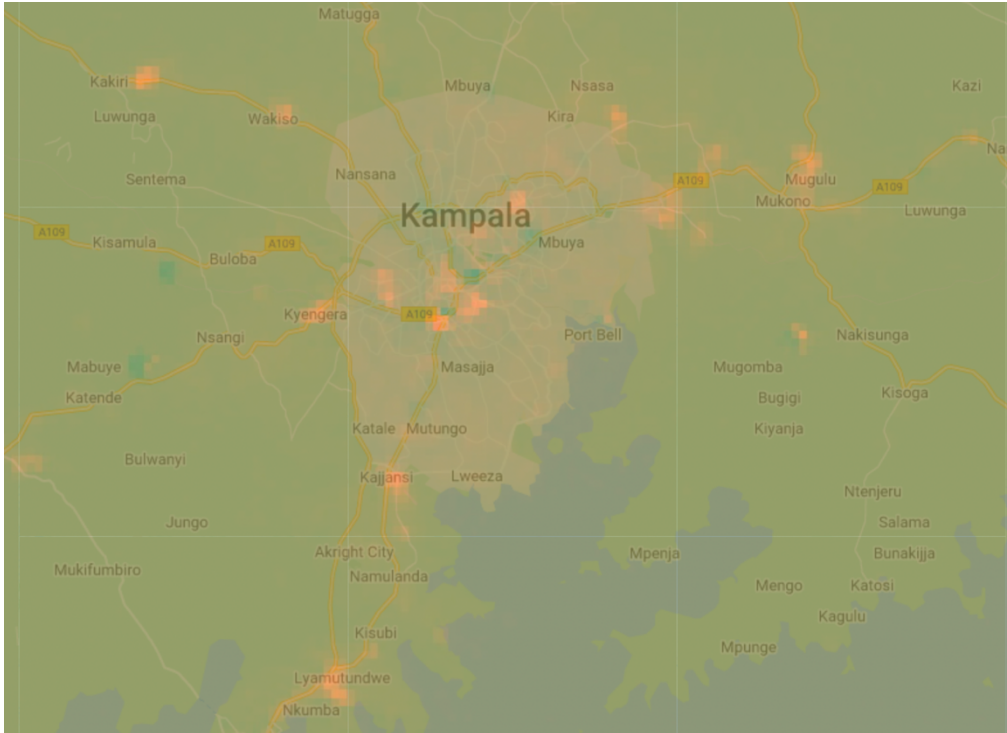 Matugga
Kakiri
Mbuya
Nsasa
Kazi
Luwunga
Wakiso
Kira
Na
Sentema
Nansana
A109
Mugulu
A109
Mukono
Luwunga
Kampala
A109
Kisamula
A109
Mbuya
Buloba
Kyengera
A109
Nsangi
Port Bell
Nakisunga
Mabuye
Masajja
Mugomba
Katende
Bugigi
Kisoga
Katale
Mutungo
Kiyanja
Bulwanyi
Kajjansi
Lweeza
Ntenjeru
Jungo
Salama
Akright City
Mpenja
Bunakijja
Mukifumbiro
Namulanda
Mengo
Katosi
Kagulu
Kisubi
Mpunge
Lyamutundwe
Nkumba